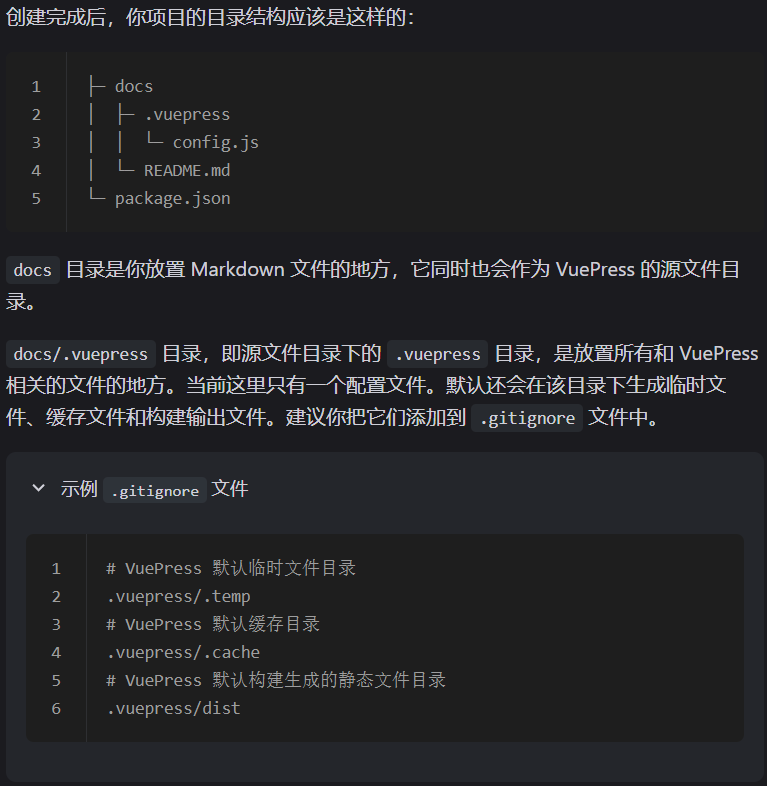 创建完成后，你项目的目录结构应该是这样的：
1 ├─ docs
2 │ ├─ .vuepress
3 │ │ └─ config.js
4 │ └─ README.md
5 └─ package.json
docs 目录是你放置 Markdown 文件的地方，它同时也会作为 VuePress 的源文件目
录。
docs/.vuepress 目录，即源文件目录下的 .vuepress 目录，是放置所有和 VuePress
相关的文件的地方。当前这里只有一个配置文件。默认还会在该目录下生成临时文
件、缓存文件和构建输出文件。建议你把它们添加到 .gitignore 文件中。
示例 .gitignore 文件
1 # VuePress 默认临时文件目录
2 .vuepress/.temp
3 # VuePress 默认缓存目录
4 .vuepress/.cache
5 # VuePress 默认构建生成的静态文件目录
6 .vuepress/dist